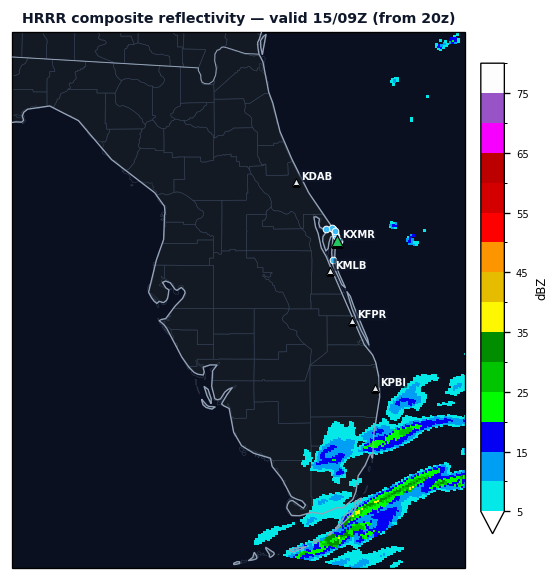 HRRR composite reflectivity — valid 15/09Z (from 20z)
KDAB
KXMR
KMLB
KFPR
KPBI
75
65
55
45
35
25
15
5
dBZ